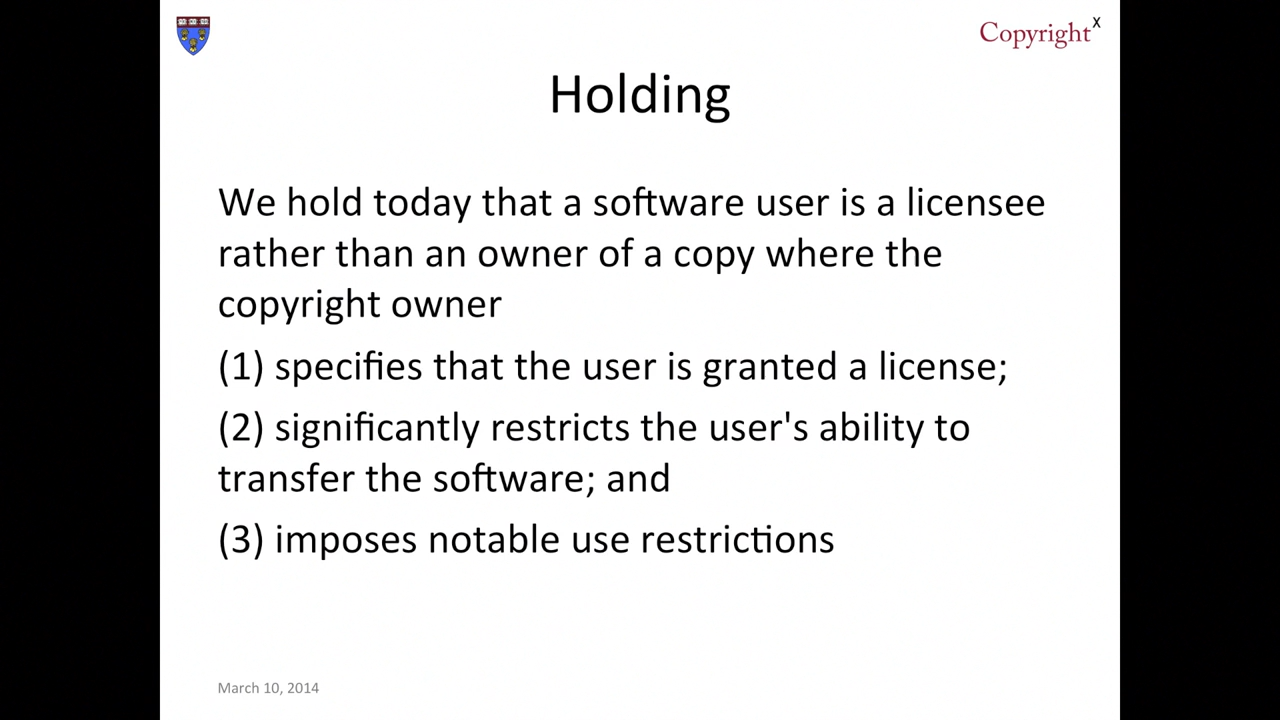 Copyrightˣ
Holding
We hold today that a software user is a licensee
rather than an owner of a copy where the
copyright owner
(1) specifies that the user is granted a license;
(2) significantly restricts the user's ability to
transfer the software; and
(3) imposes notable use restrictions
March 10, 2014